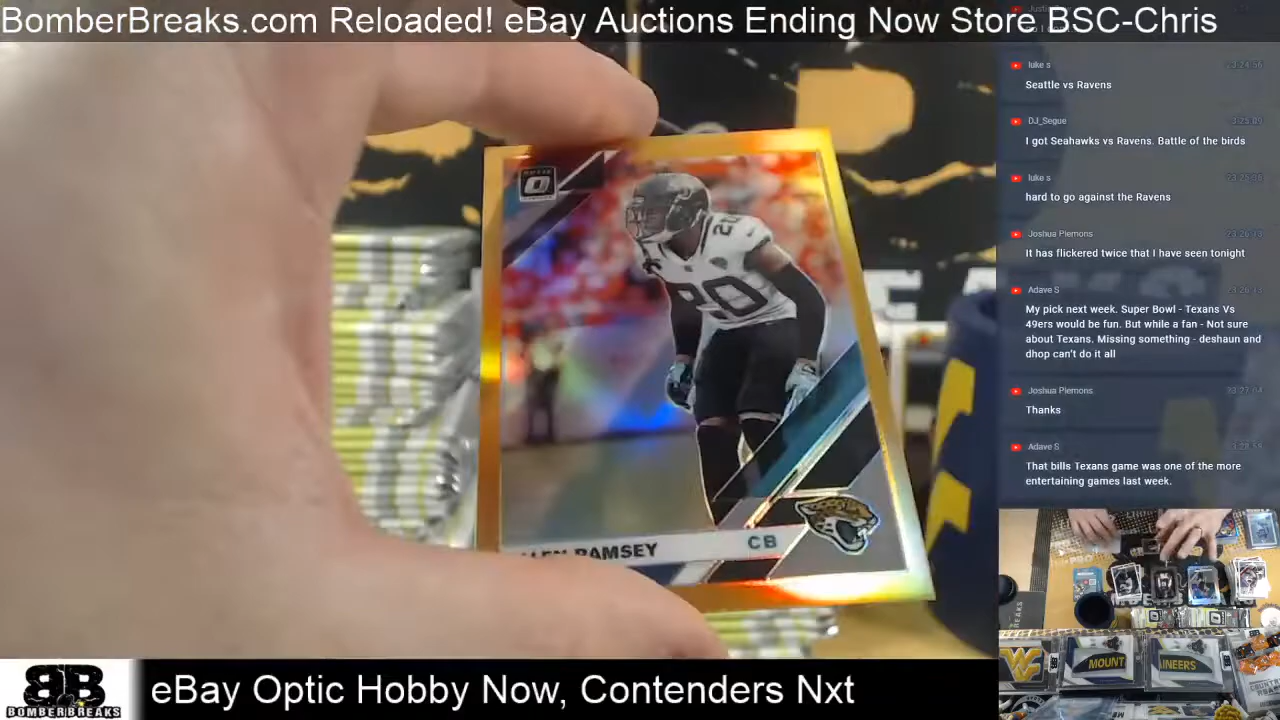 BomberBreaks.com Reloaded! eBay Auctions Ending Now Store BSC-Chris
luke s
Seattle vs Ravens
DJ_Segue
I got Seahawks vs Ravens. Battle of the birds
luke s
hard to go against the Ravens
Joshua Plemons
It has flickered twice that I have seen tonight
Adave S
My pick next week. Super Bowl - Texans Vs
49ers would be fun. But while a fan - Not sure
about Texans. Missing something - deshaun and
dhop can't do it all
Joshua Plemons
Thanks
Adave S
That bills Texans game was one of the more
entertaining games last week.
20
20
RAMSEY
CB
MOUNT
INEERS
BB
BOMBERBREAKS
eBay Optic Hobby Now, Contenders Nxt